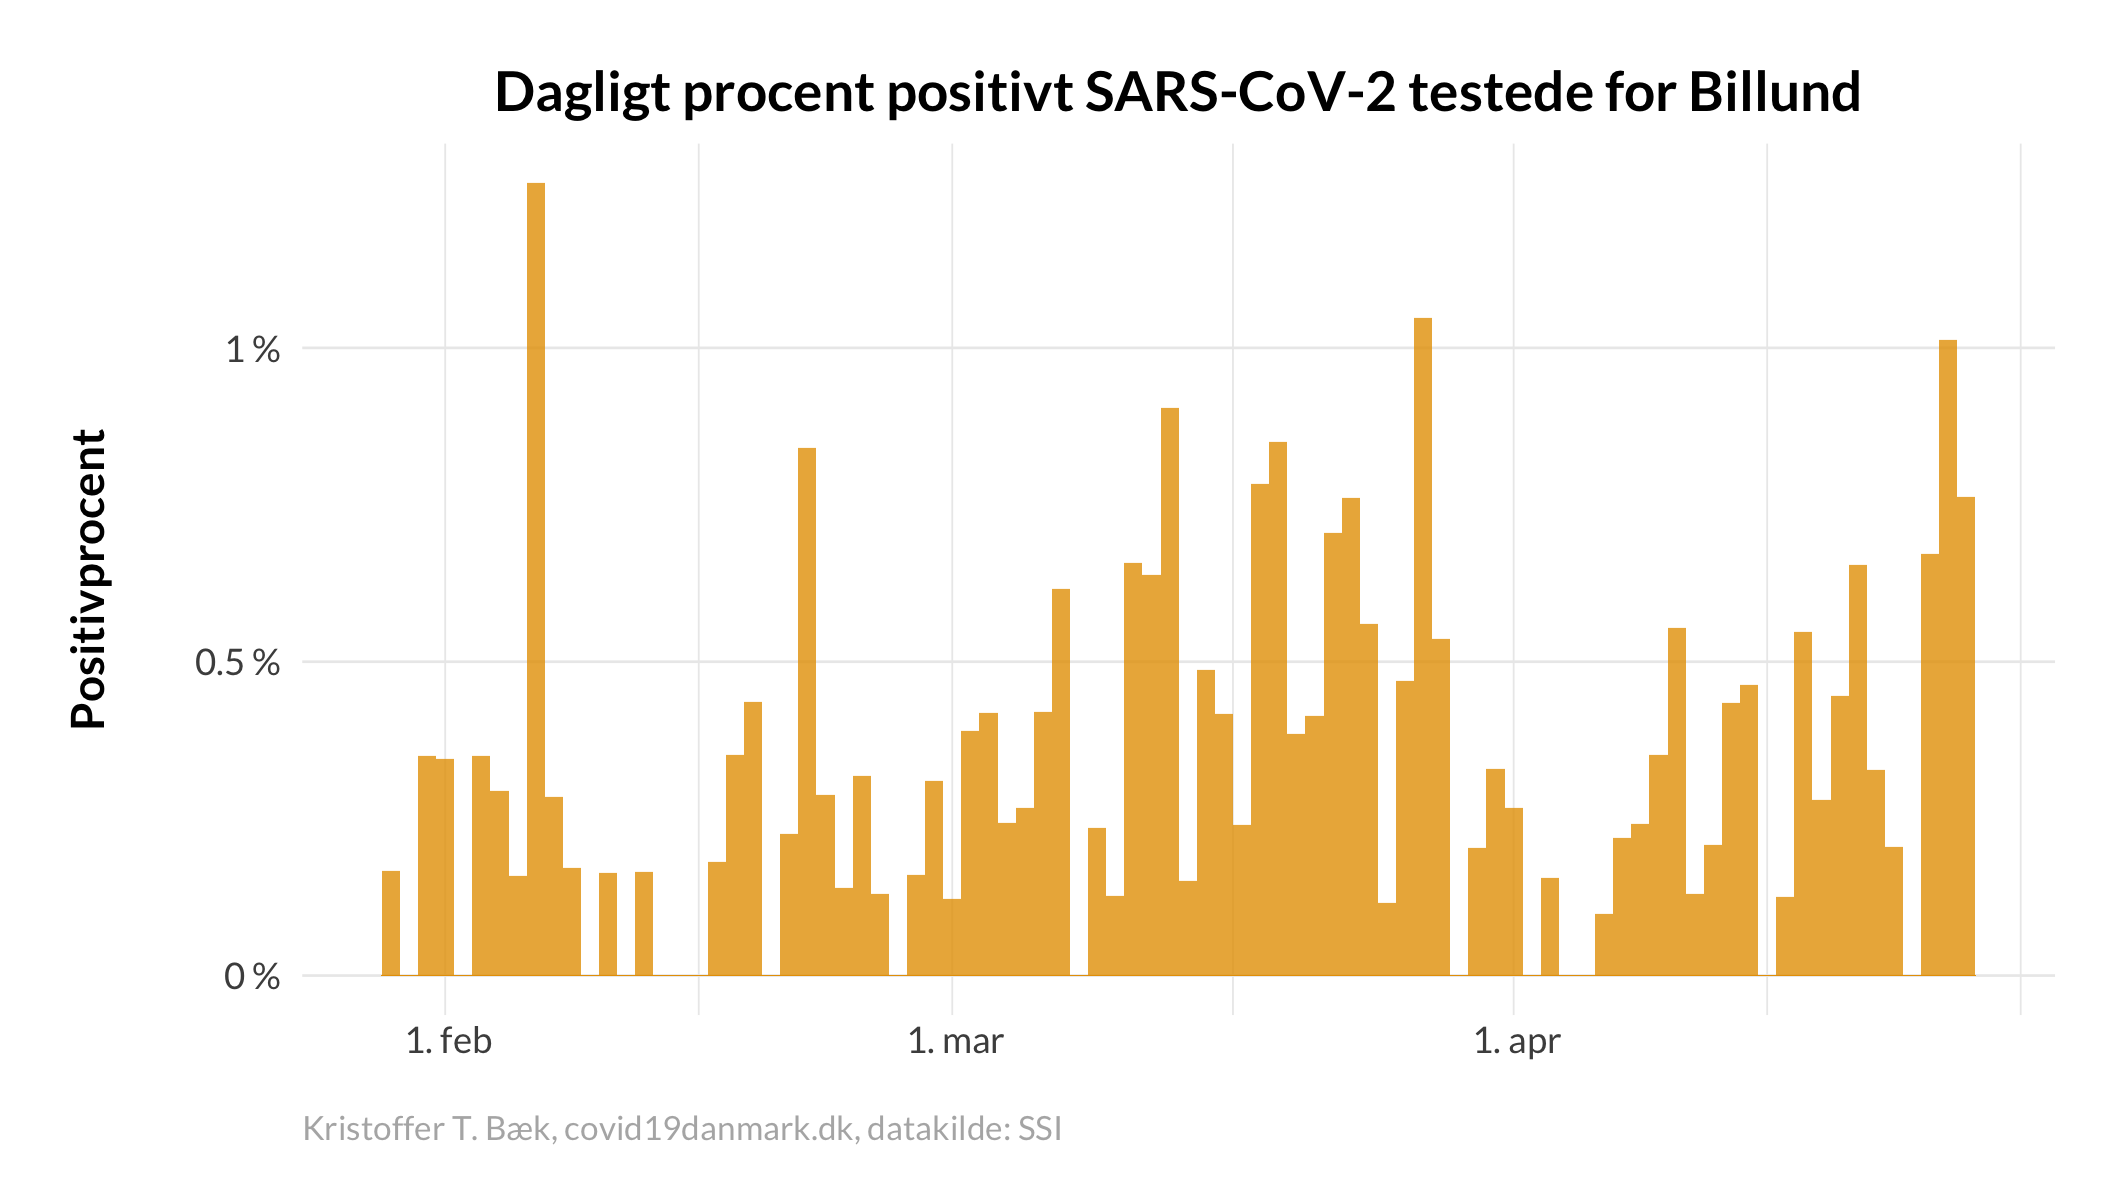 Dagligt procent positivt SARS-CoV-2 testede for Billund
Positivprocent
1 %
0.5 %
0 %
1. feb
1. mar
1. apr
Kristoffer T. Bæk, covid19danmark.dk, datakilde: SSI